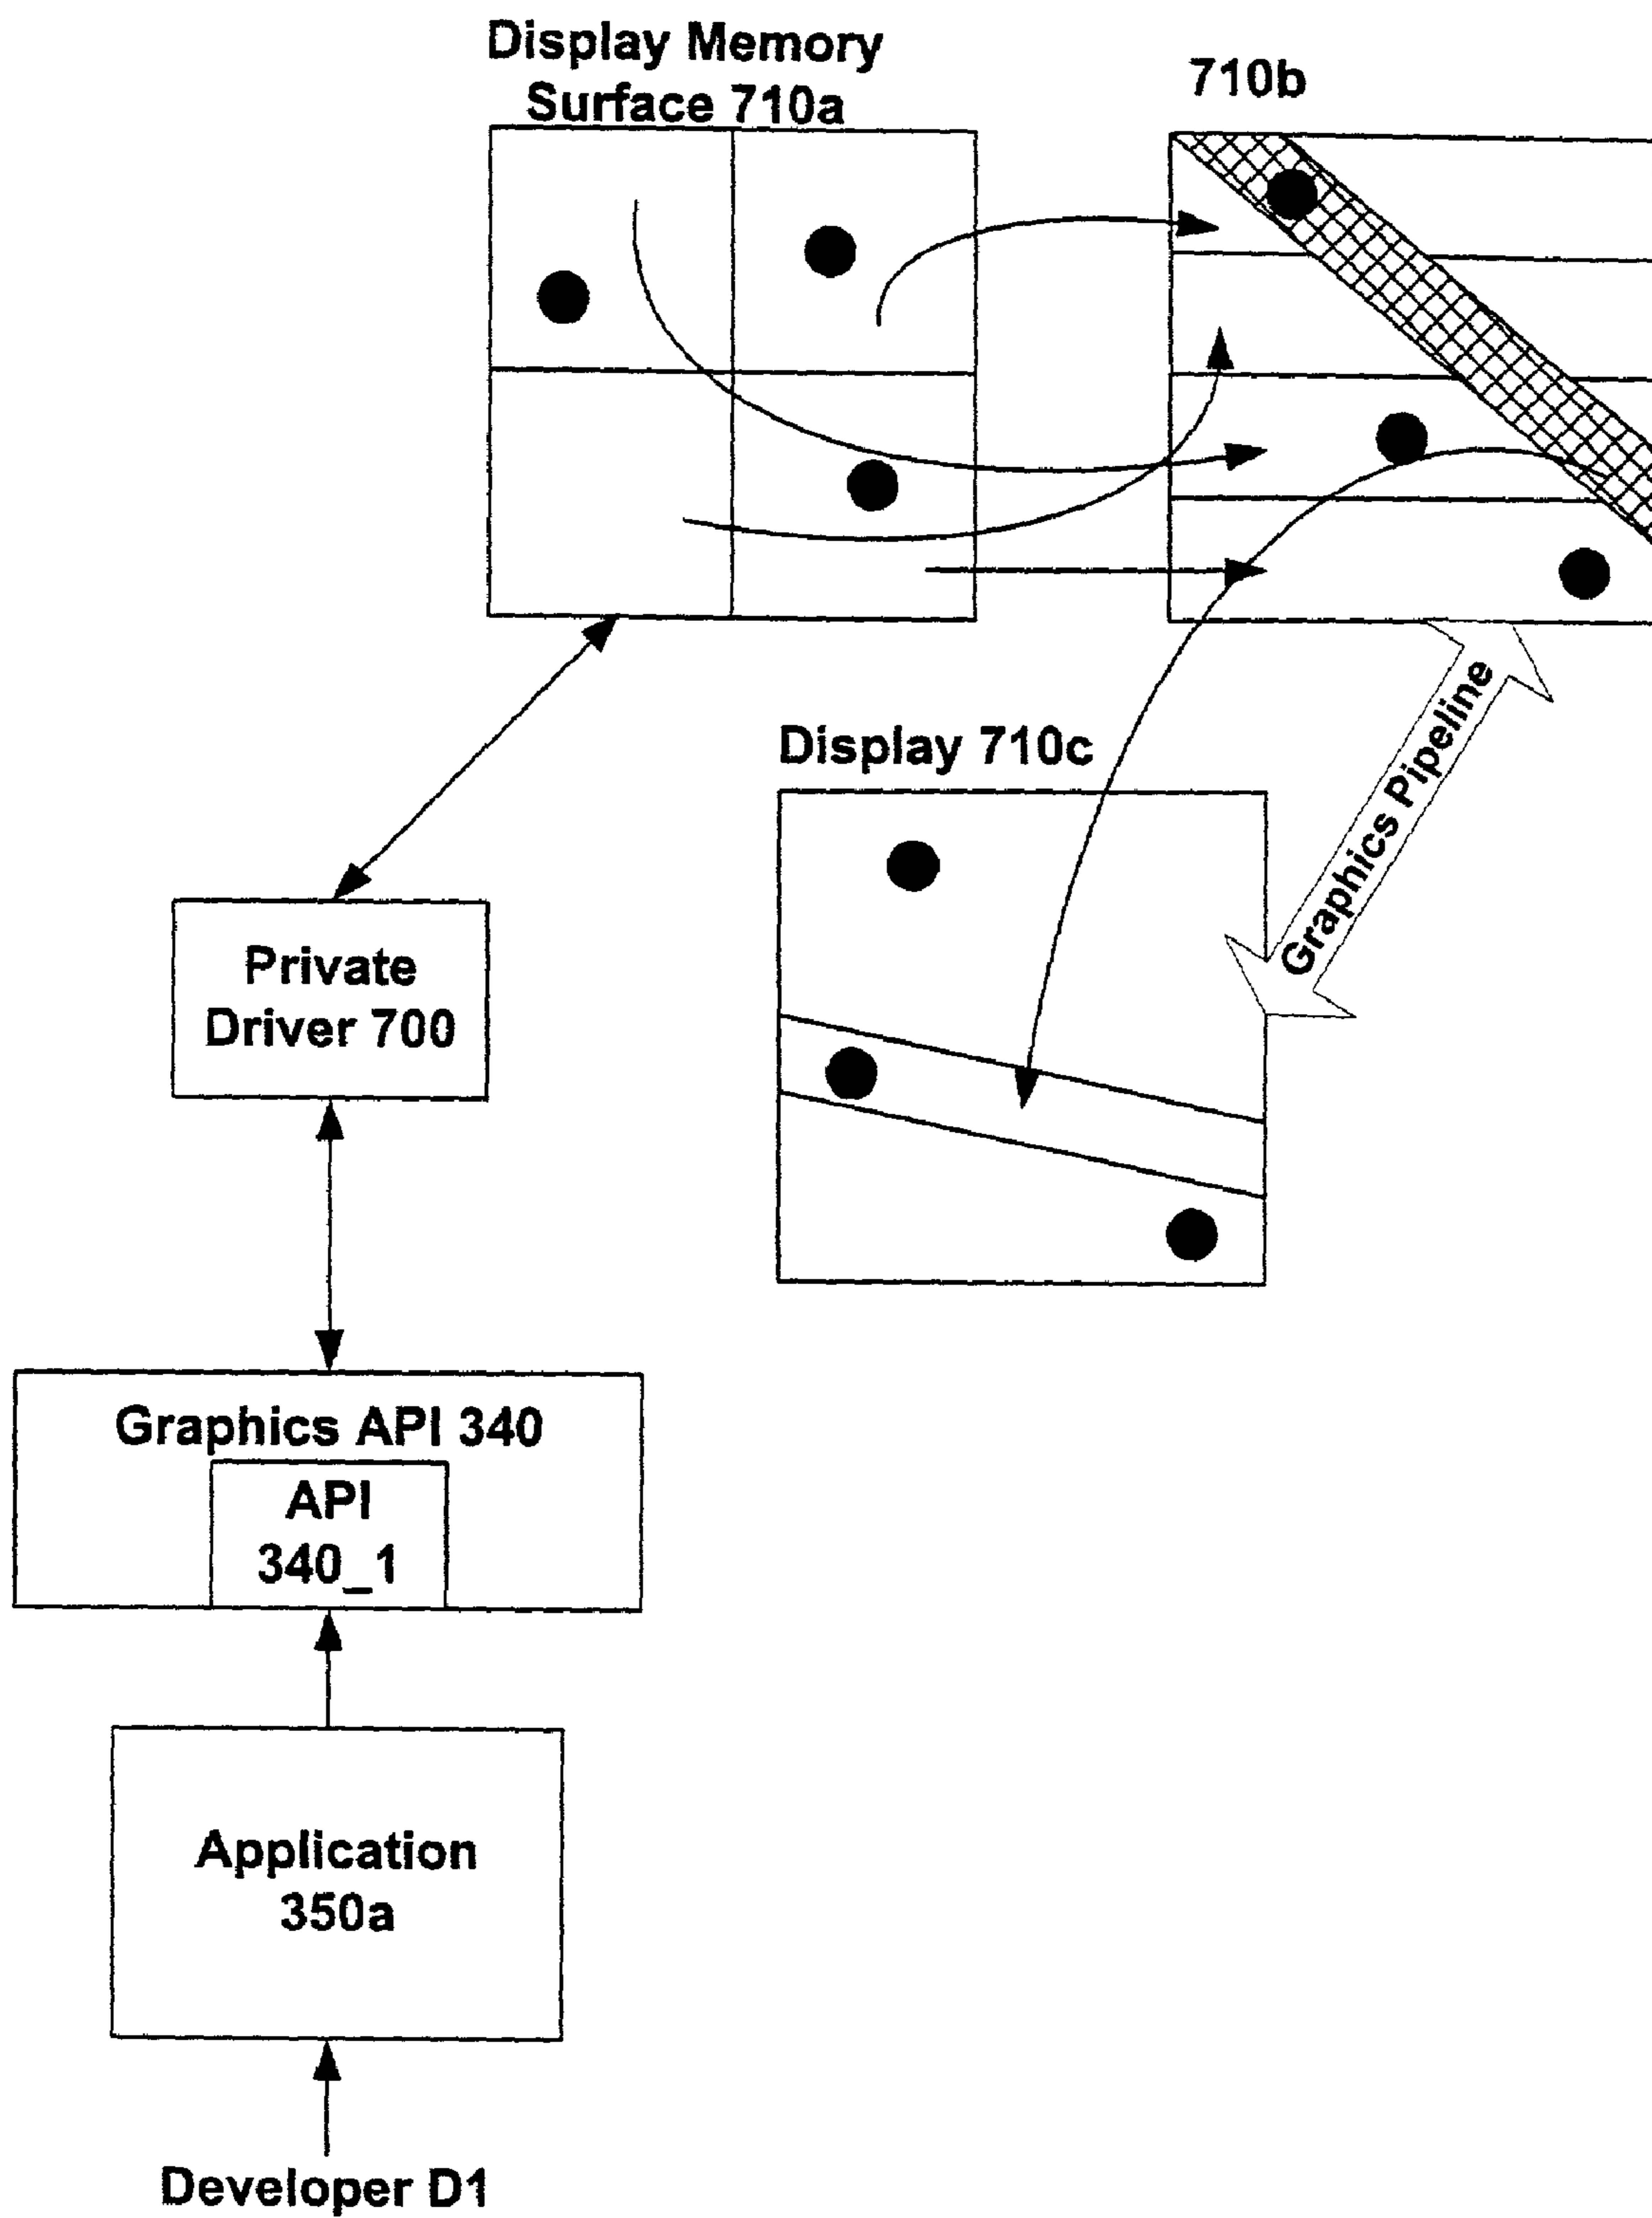 Display Memory
Surface 710a
710b
Display 710c
Graphics Pipeline
Private
Driver 700
Graphics API 340
API
340_1
Application
350a
Developer D1